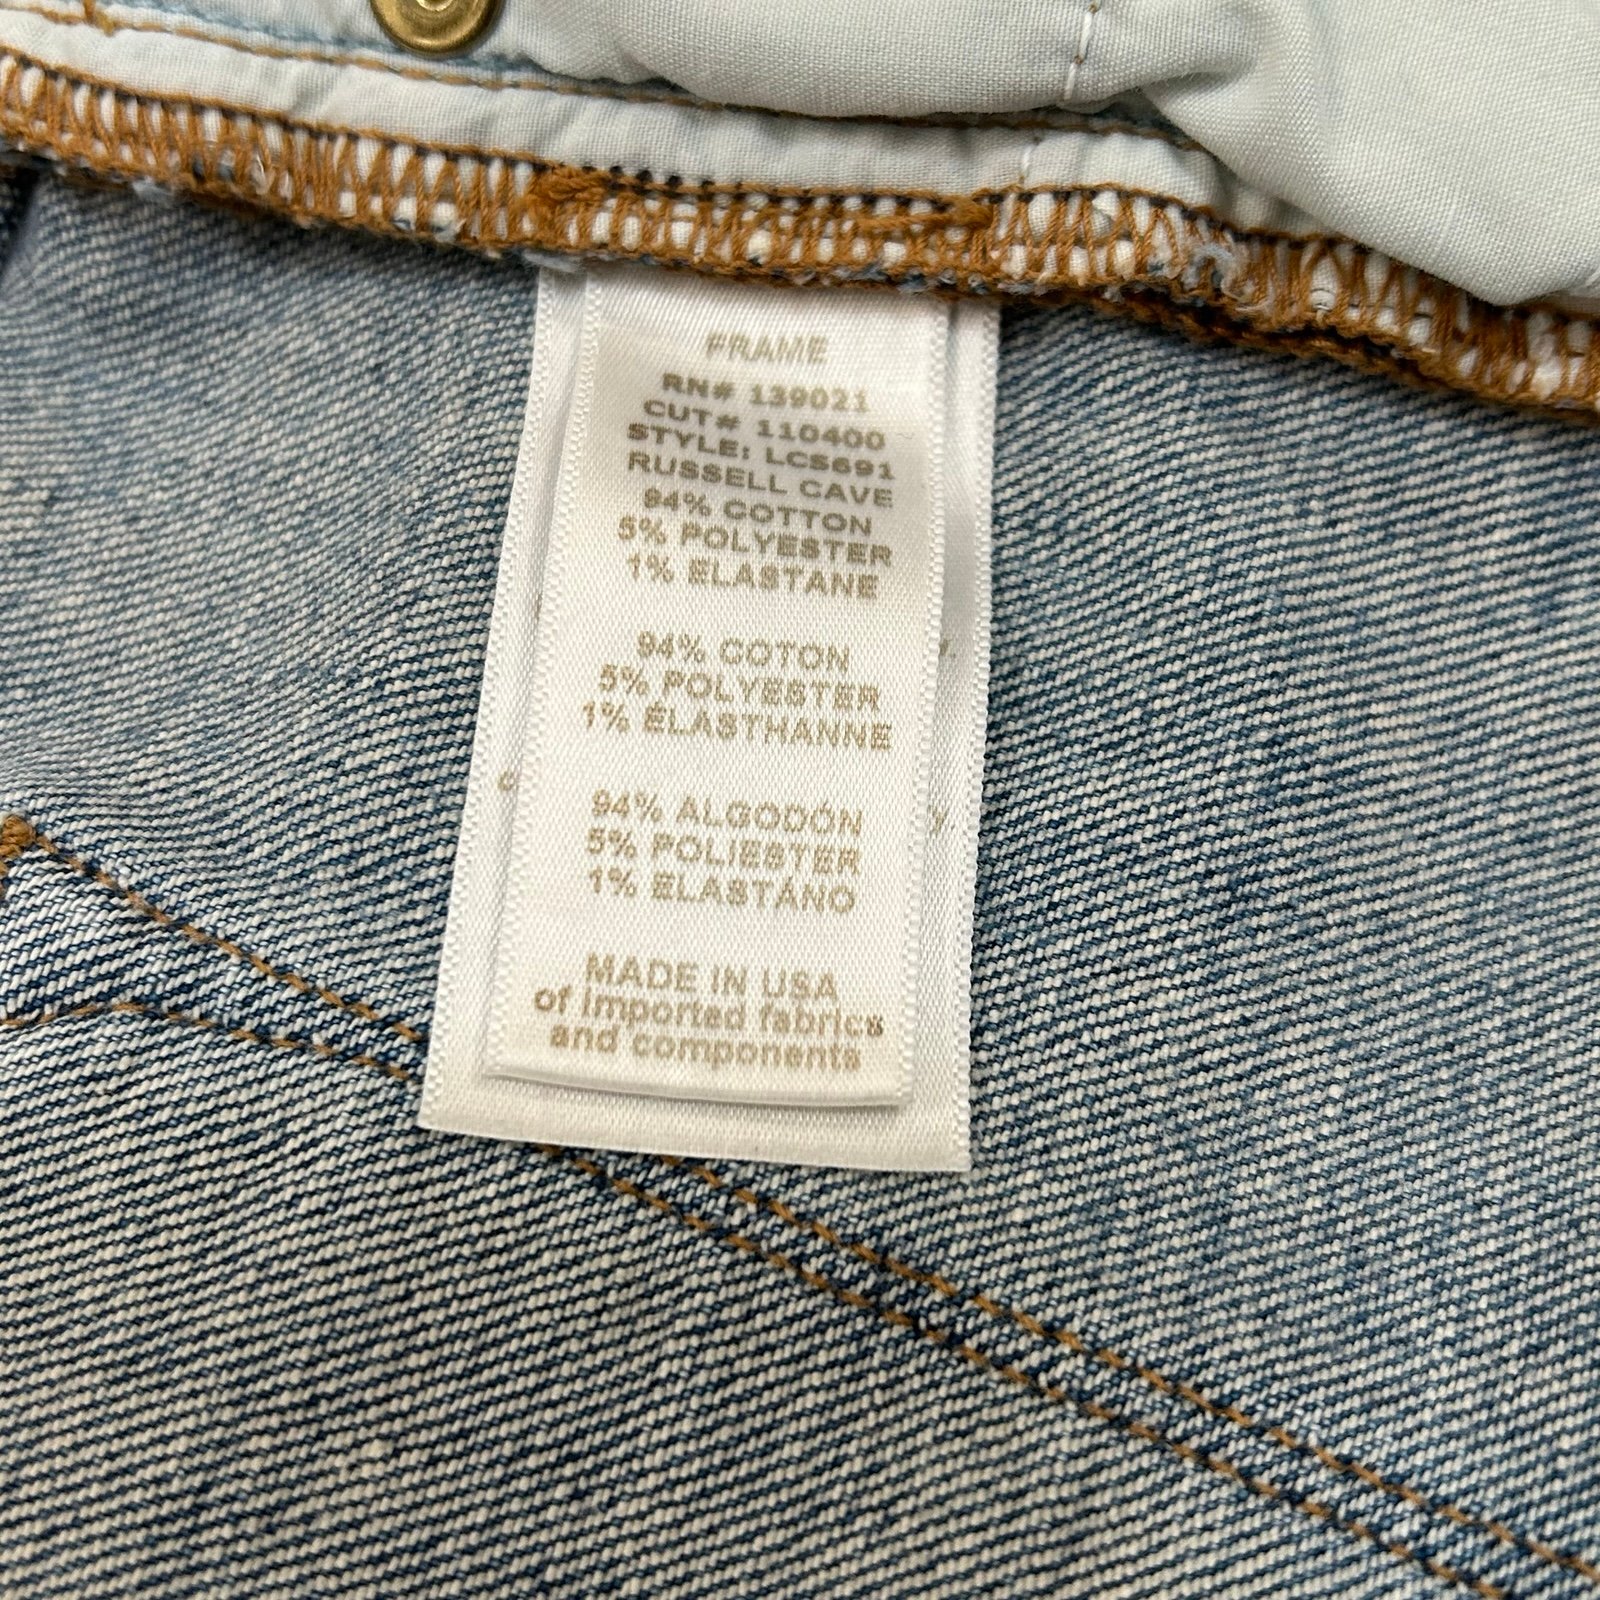 FRAME
RN# 139021
CUT# 110400
STYLE: LCS691
RUSSELL CAVE
94% COTTON
5% POLYESTER
1% ELASTANE
94% COTON
5% POLYESTER
1% ÉLASTHANNE
94% ALGODÓN
5% POLIESTER
1% ELASTÁNO
MADE IN USA
of imported fabrics
and components